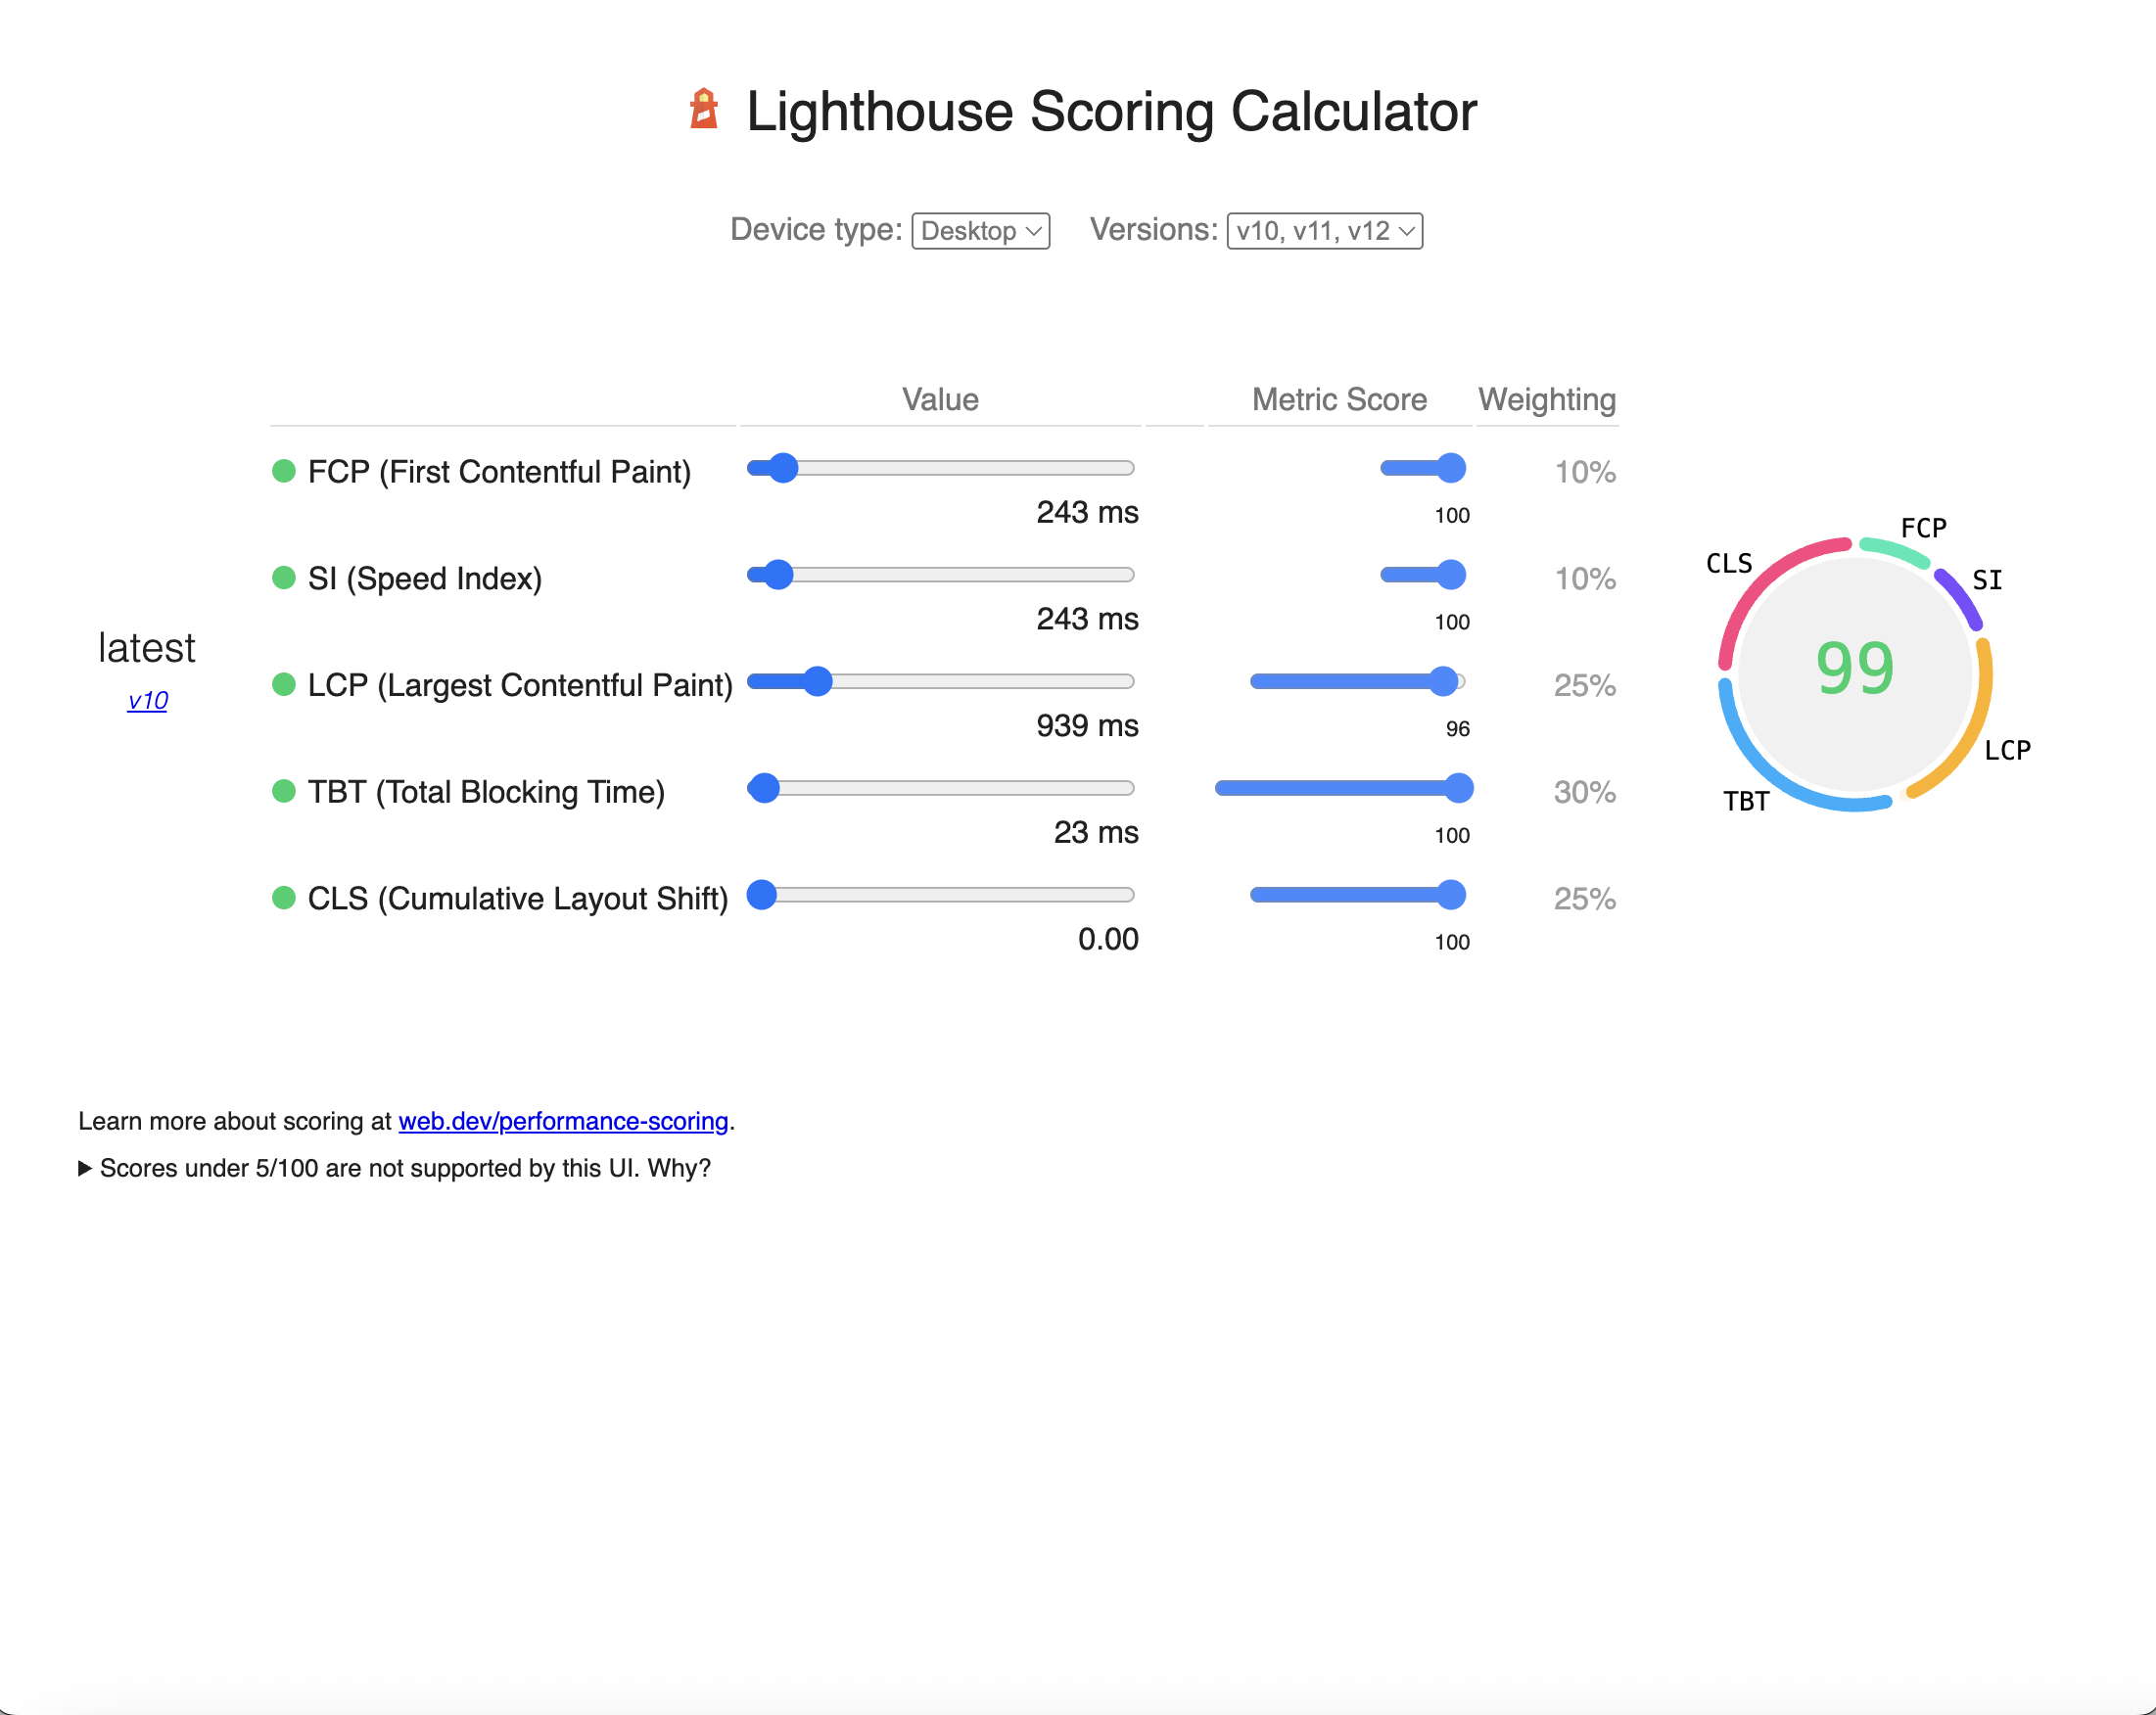 Lighthouse Scoring Calculator
Device type: Desktop Versions: v10, v11, v12
Value Metric Score Weighting
latest
v10
FCP (First Contentful Paint) 10%
243 ms 100
SI (Speed Index) 10%
243 ms 100
LCP (Largest Contentful Paint) 25%
939 ms 96
TBT (Total Blocking Time) 30%
23 ms 100
CLS (Cumulative Layout Shift) 25%
0.00 100
FCP
SI
LCP
TBT
CLS
99
Learn more about scoring at web.dev/performance-scoring.
Scores under 5/100 are not supported by this UI. Why?